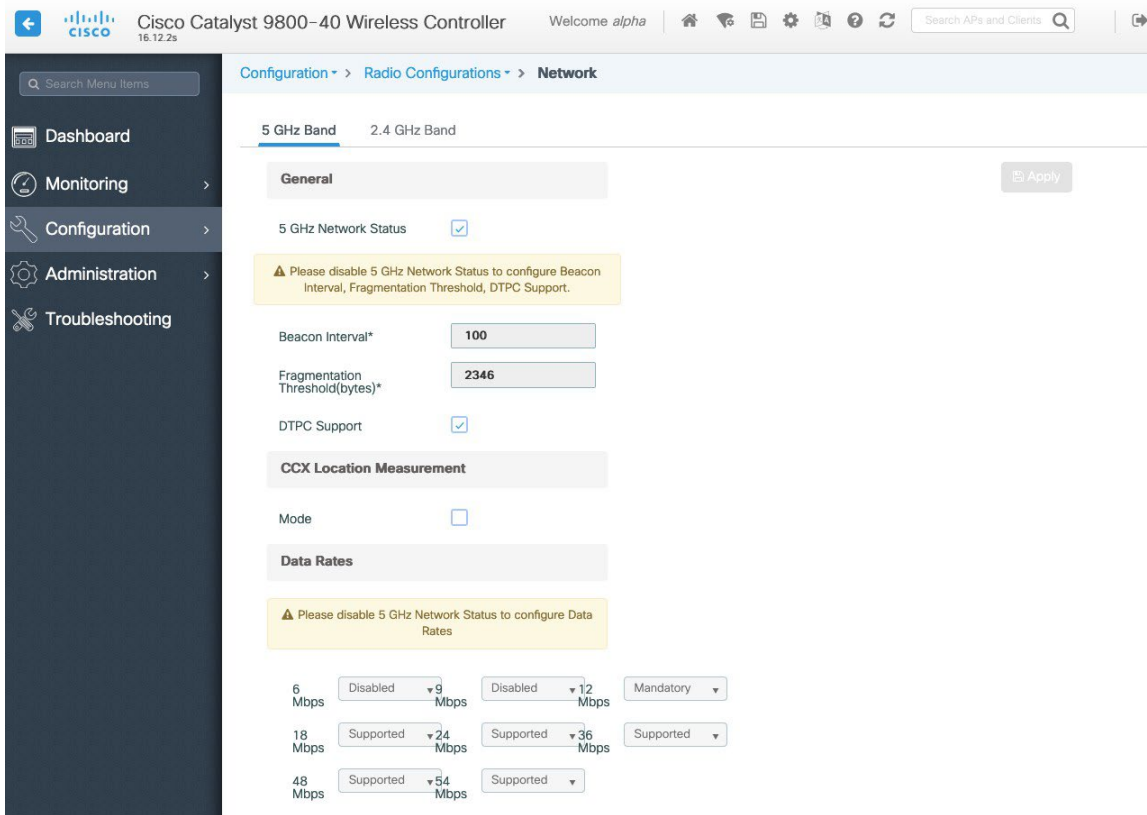 CISCO
Cisco Catalyst 9800-40 Wireless Controller
16.12.2s
Welcome alpha
Search APs and Clients
Search Menu Items
Dashboard
Monitoring
Configuration
Administration
Troubleshooting
Configuration > Radio Configurations > Network
5 GHz Band 2.4 GHz Band
General
Apply
5 GHz Network Status
Please disable 5 GHz Network Status to configure Beacon
Interval, Fragmentation Threshold, DTPC Support.
Beacon Interval* 100
Fragmentation
Threshold(bytes)* 2346
DTPC Support
CCX Location Measurement
Mode
Data Rates
Please disable 5 GHz Network Status to configure Data
Rates
6 Mbps Disabled 9 Mbps Disabled 12 Mbps Mandatory
18 Mbps Supported 24 Mbps Supported 36 Mbps Supported
48 Mbps Supported 54 Mbps Supported